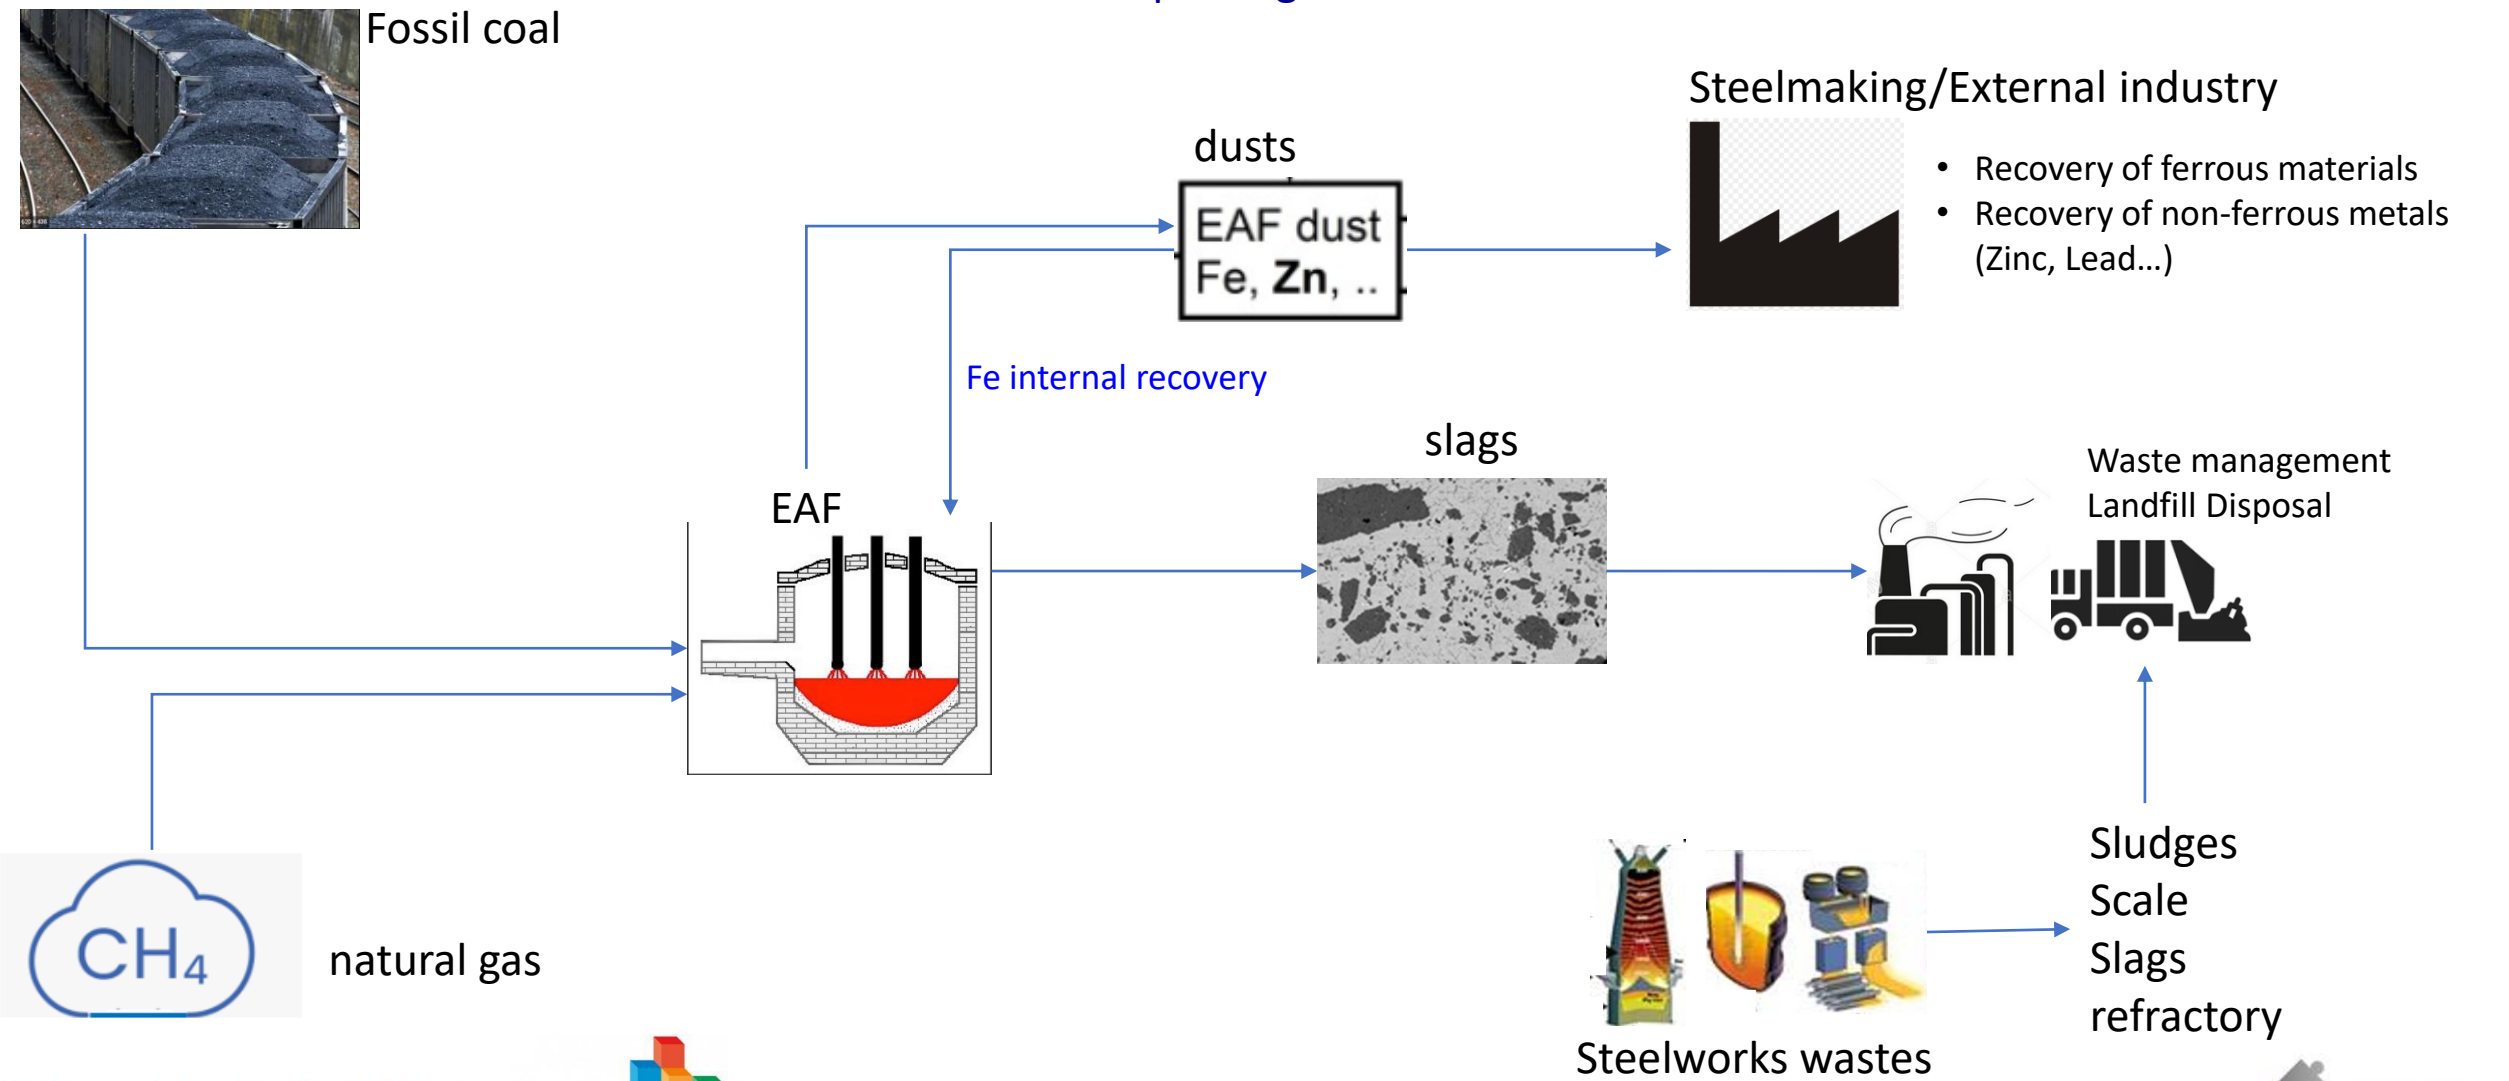 Fossil coal
Steelmaking/External industry
dusts
• Recovery of ferrous materials
• Recovery of non-ferrous metals
(Zinc, Lead...)
EAF dust
Fe, Zn, ..
Fe internal recovery
slags
Waste management
Landfill Disposal
EAF
Sludges
Scale
Slags
refractory
CH₄
natural gas
Steelworks wastes